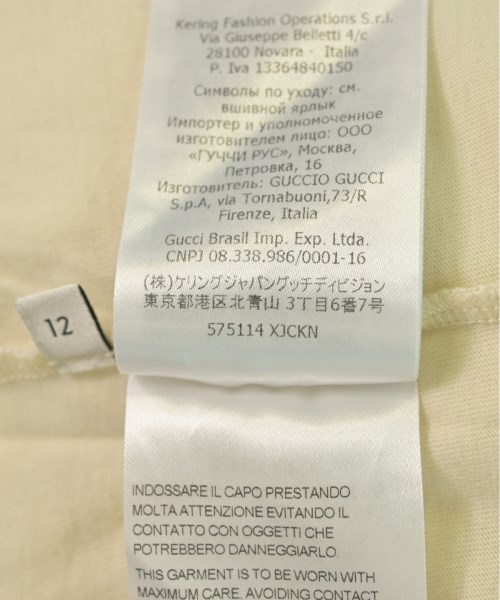 Kering Fashion Operations S.r.l.
Via Giuseppe Belletti 4/c
28100 Novara - Italia
P. Iva 13364840150
Символы по уходу: см.
вшивной ярлык
Импортер и уполномоченное
изготовителем лицо: ООО
«ГУЧЧИ РУС», Москва,
Петровка, 16
Изготовитель: GUCCIO GUCCI
S.p.A, via Tornabuoni,73/R
Firenze, Italia
Gucci Brasil Imp. Exp. Ltda.
CNPJ 08.338.986/0001-16
(株)ケリングジャパングッチディビジョン
東京都港区北青山 3丁目6番7号
575114 XJCKN
12
INDOSSARE IL CAPO PRESTANDO
MOLTA ATTENZIONE EVITANDO IL
CONTATTO CON OGGETTI CHE
POTREBBERO DANNEGGIARLO.
THIS GARMENT IS TO BE WORN WITH
MAXIMUM CARE, AVOIDING CONTACT